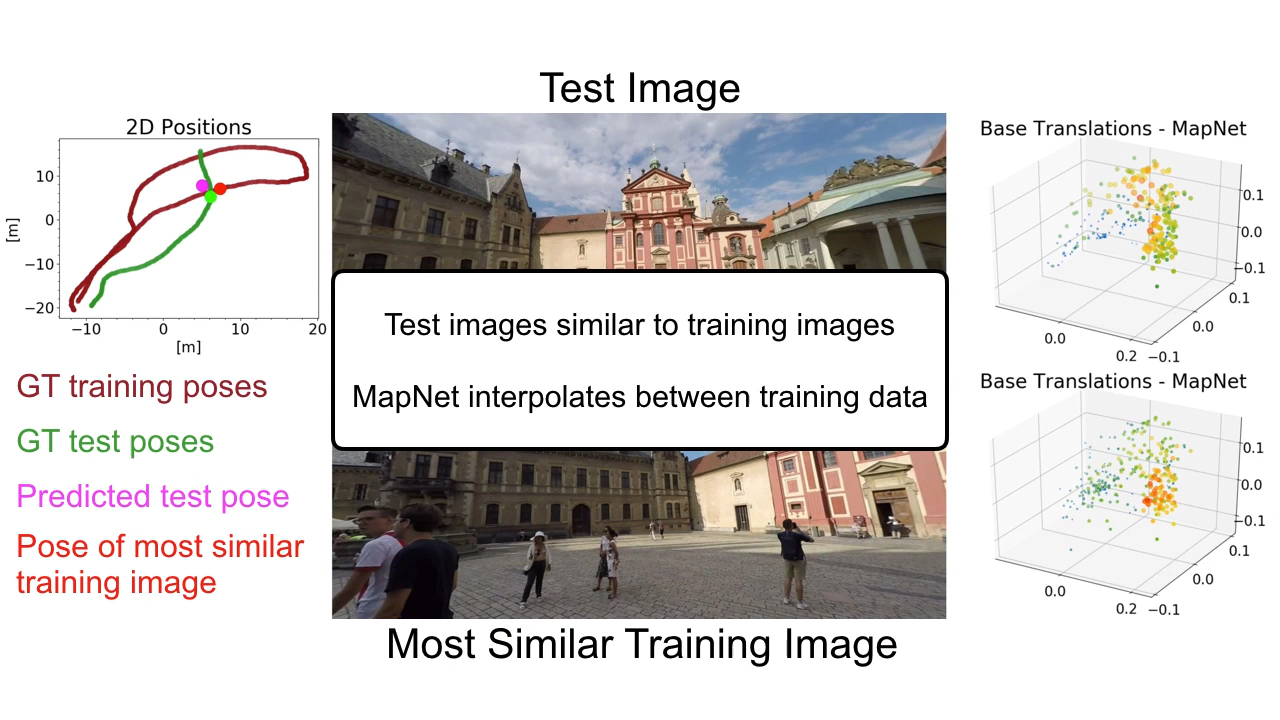 Test Image
2D Positions
10
0
−10
−20
[m]
−10
0
10
20
[m]
GT training poses
GT test poses
Predicted test pose
Pose of most similar
training image
Test images similar to training images
MapNet interpolates between training data
Most Similar Training Image
Base Translations - MapNet
0.1
0.0
−0.1
0.1
0.0
−0.1
0.0
0.2
Base Translations - MapNet
0.1
0.0
−0.1
0.1
0.0
−0.1
0.0
0.2